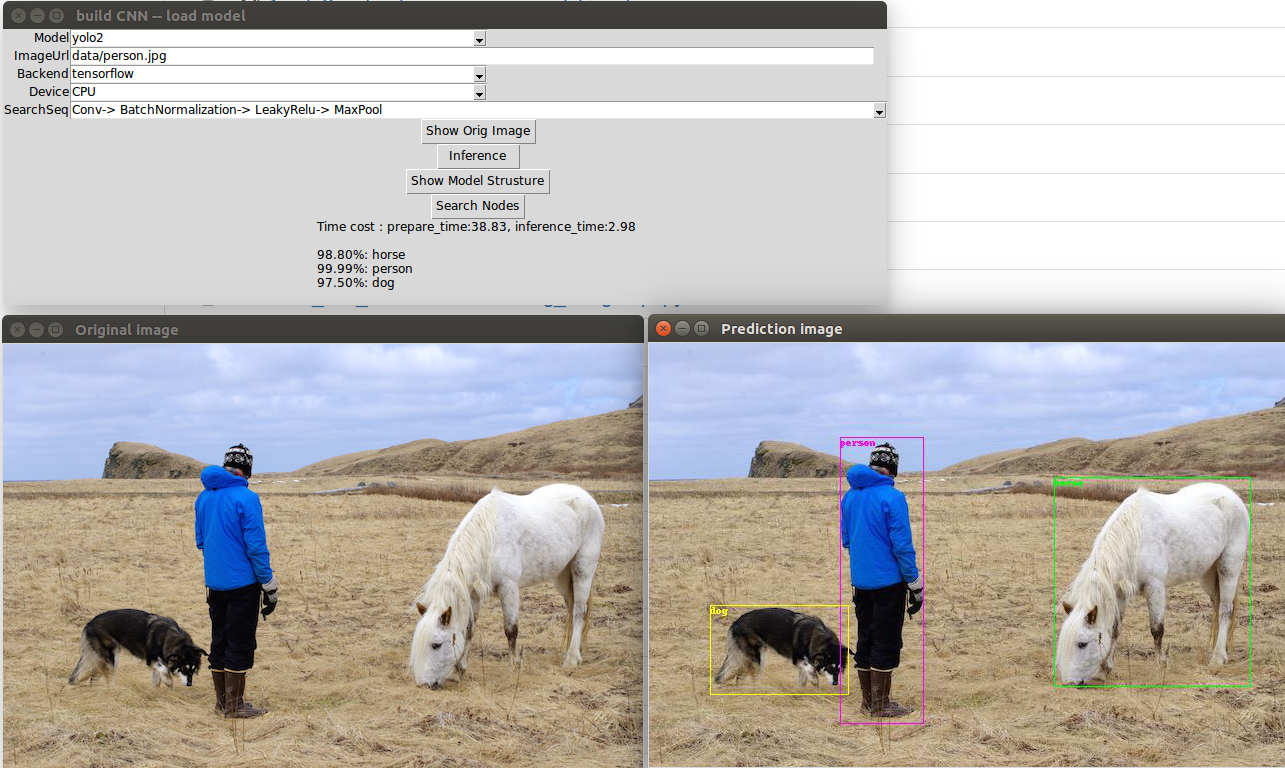 build CNN -- load model
Model yolo2
ImageUrl data/person.jpg
Backend tensorflow
Device CPU
SearchSeq Conv-> BatchNormalization-> LeakyRelu-> MaxPool
Show Orig Image
Inference
Show Model Strusture
Search Nodes
Time cost : prepare_time:38.83, inference_time:2.98
98.80%: horse
99.99%: person
97.50%: dog
Original image
Prediction image
person
horse
dog